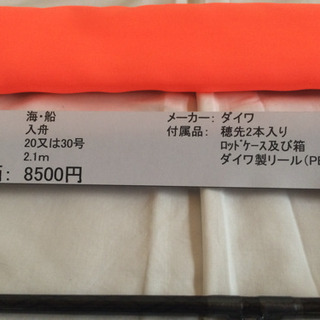 海・船
入舟
20又は30号
2.1m
8500円
メーカー: ダイワ
付属品: 穂先2本入り
ロッドケース及び箱
ダイワ製リール(PE